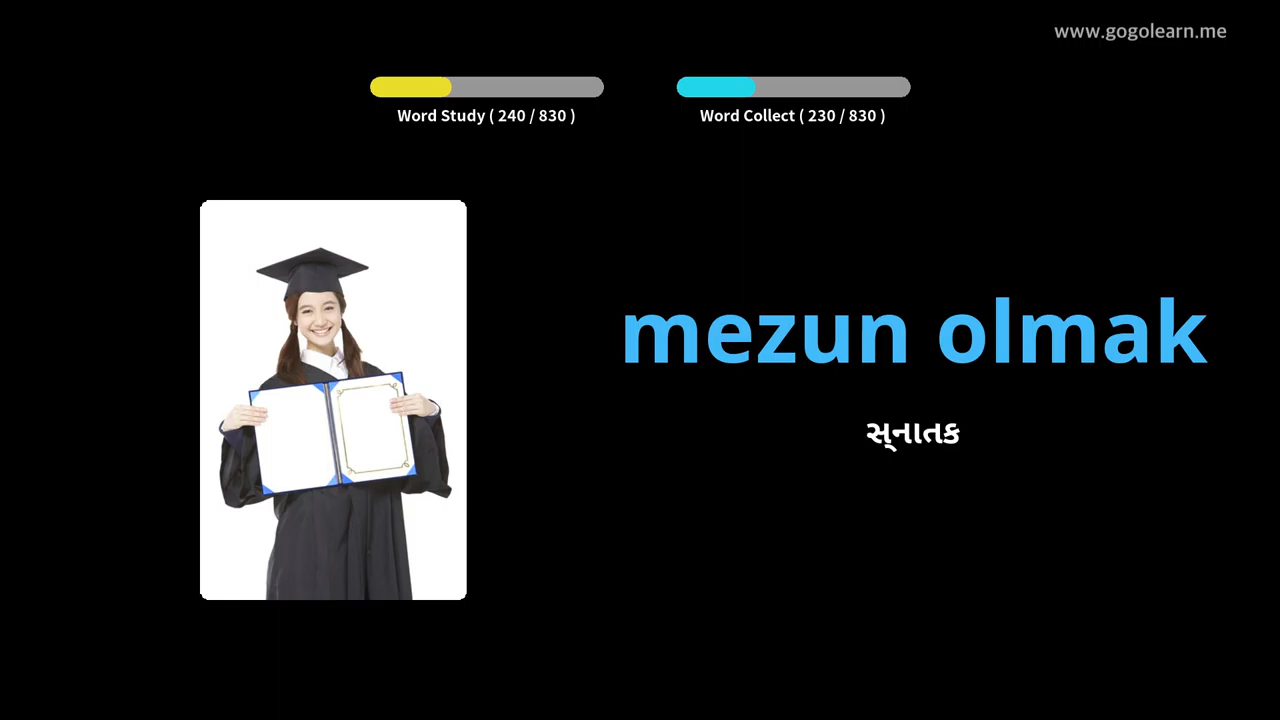 www.gogolearn.me
Word Study ( 240 / 830 )
Word Collect ( 230 / 830 )
mezun olmak
સ્નાતક